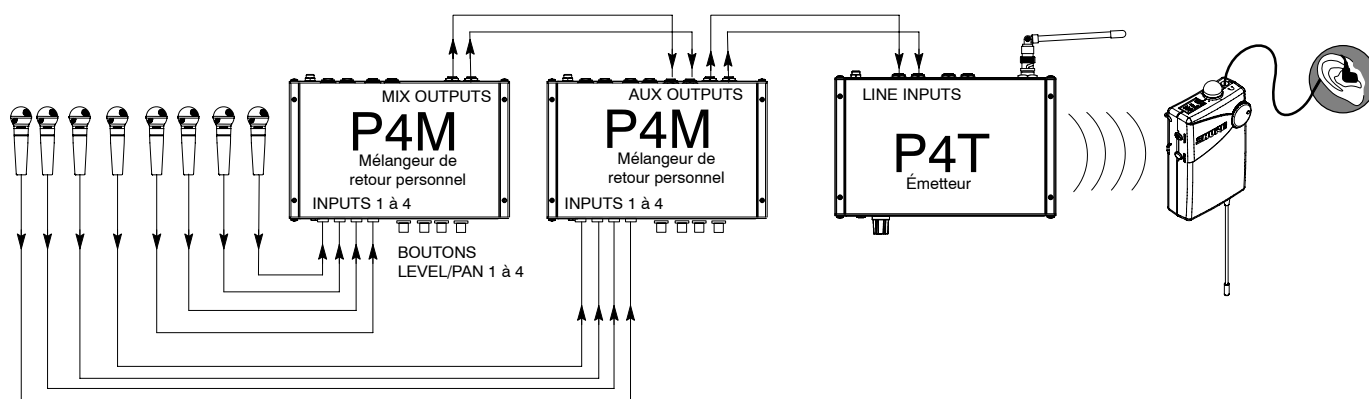 MIX OUTPUTS
P4M
Mélangeur de
retour personnel
INPUTS 1 à 4
BOUTONS
LEVEL/PAN 1 à 4
AUX OUTPUTS
P4M
Mélangeur de
retour personnel
INPUTS 1 à 4
LINE INPUTS
P4T
Émetteur
SHURE